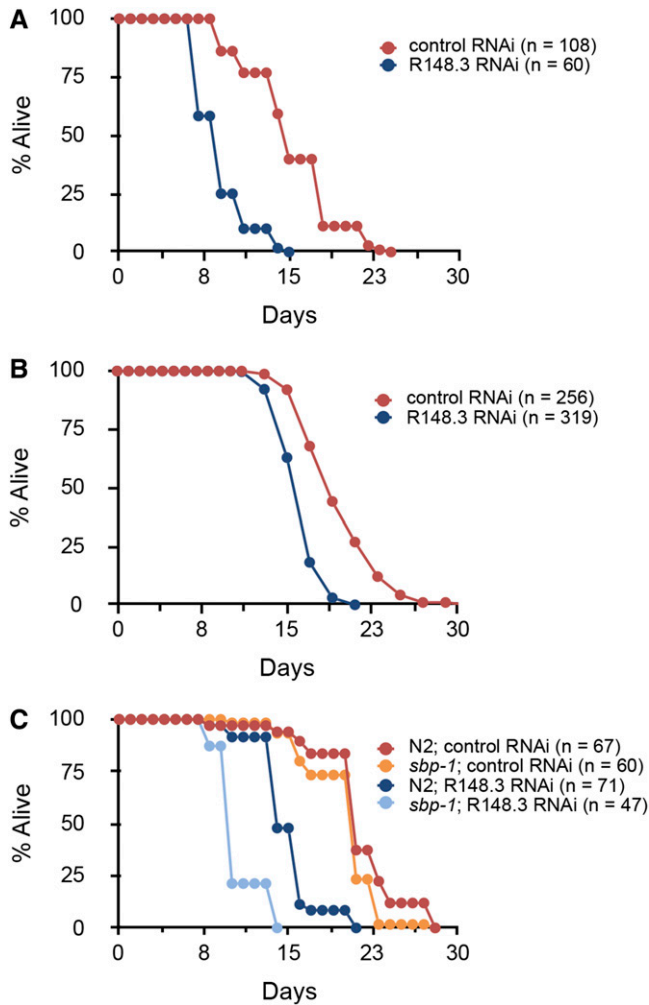 A
% Alive
100
75
50
25
0
0 8 15 23 30
Days
control RNAi (n = 108)
R148.3 RNAi (n = 60)
B
% Alive
100
75
50
25
0
0 8 15 23 30
Days
control RNAi (n = 256)
R148.3 RNAi (n = 319)
C
% Alive
100
75
50
25
0
0 8 15 23 30
Days
N2; control RNAi (n = 67)
sbp-1; control RNAi (n = 60)
N2; R148.3 RNAi (n = 71)
sbp-1; R148.3 RNAi (n = 47)